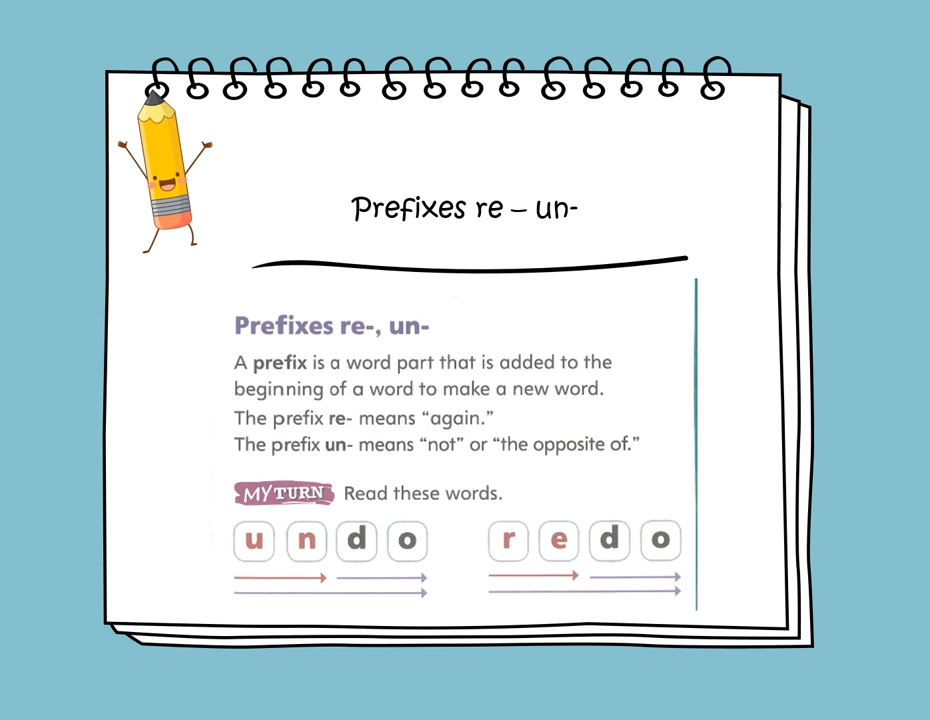 Prefixes re – un-
Prefixes re-, un-
A prefix is a word part that is added to the
beginning of a word to make a new word.
The prefix re- means “again.”
The prefix un- means “not” or “the opposite of.”
MY TURN Read these words.
undo redo